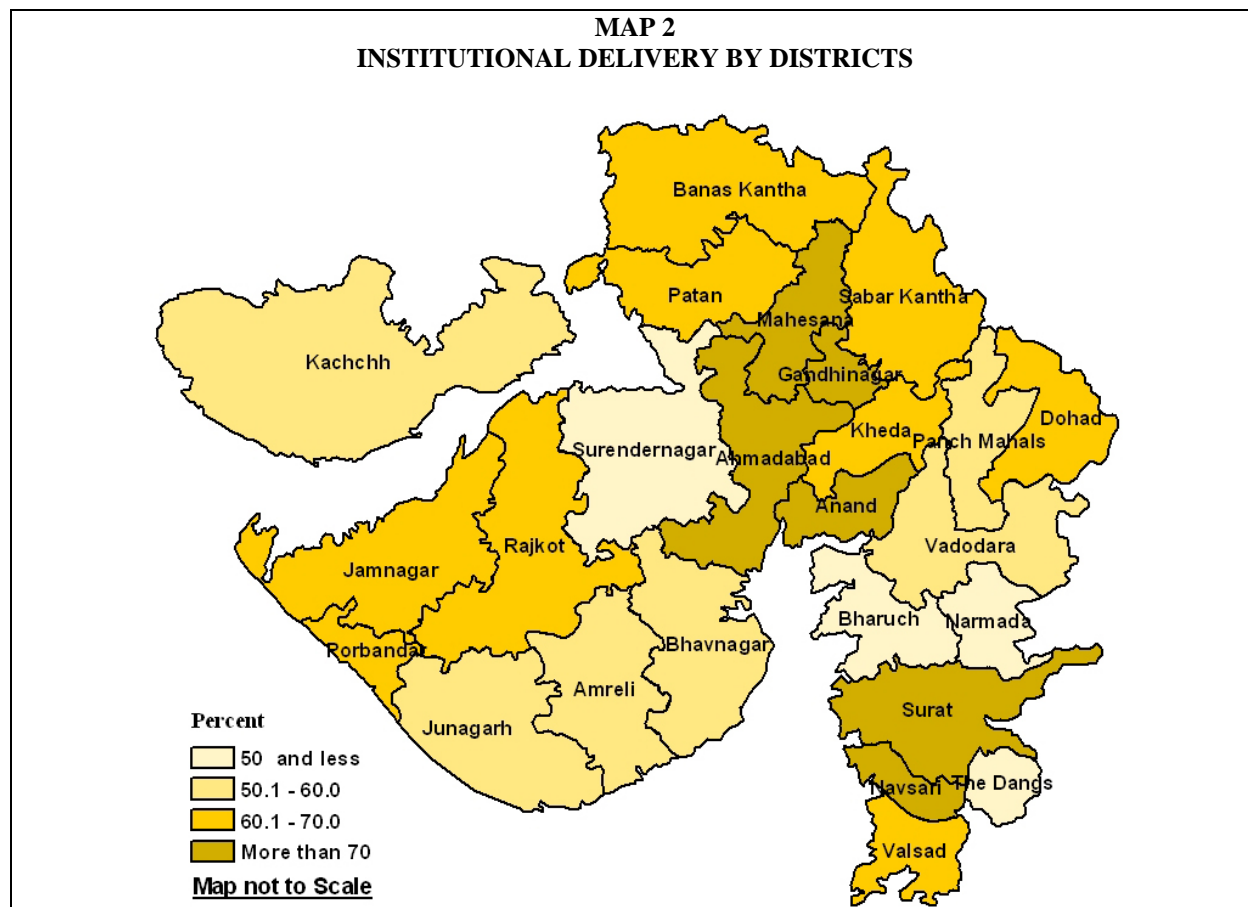 MAP 2
INSTITUTIONAL DELIVERY BY DISTRICTS
Banas Kantha
Patan
Sabar Kantha
Mahesana
Kachchh
Gandhinagar
Dohad
Kheda
Panch Mahals
Surendernagar
Ahmadabad
Anand
Rajkot
Vadodara
Jamnagar
Bharuch
Narmada
Porbandar
Bhavnagar
Amreli
Surat
Junagarh
Navsari
The Dangs
Valsad
Percent
50 and less
50.1 - 60.0
60.1 - 70.0
More than 70
Map not to Scale